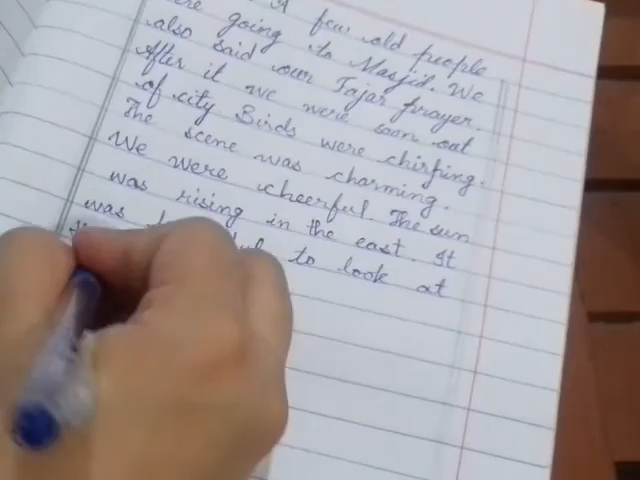 A few old people
going to Masjid. We
also said our Fajar prayer.
After it we were soon out
of city Birds were chirping.
The scene was charming.
We were cheerful. The sun
was rising in the east. It
was to look at